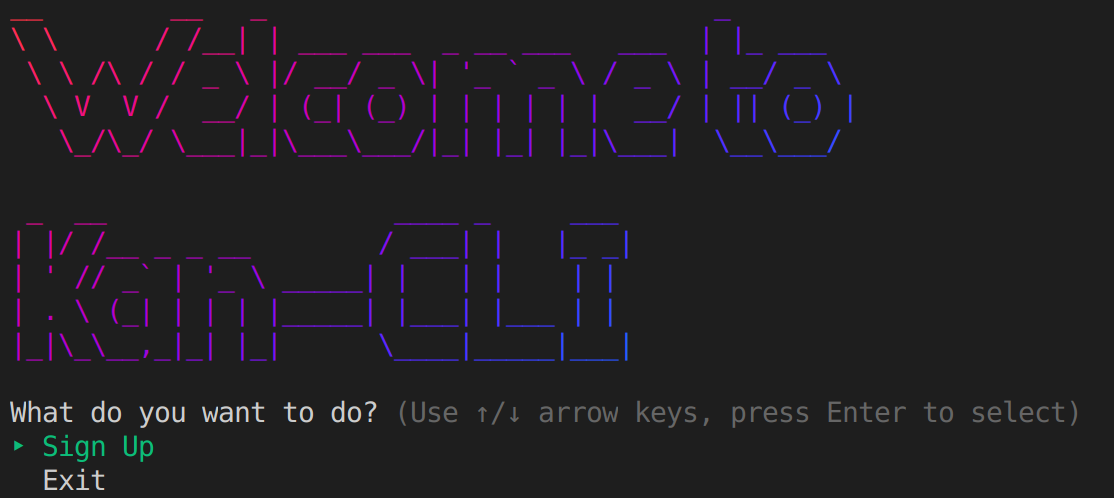 Welcome to
Kan-CLI
What do you want to do? (Use ↑/↓ arrow keys, press Enter to select)
▸ Sign Up
Exit